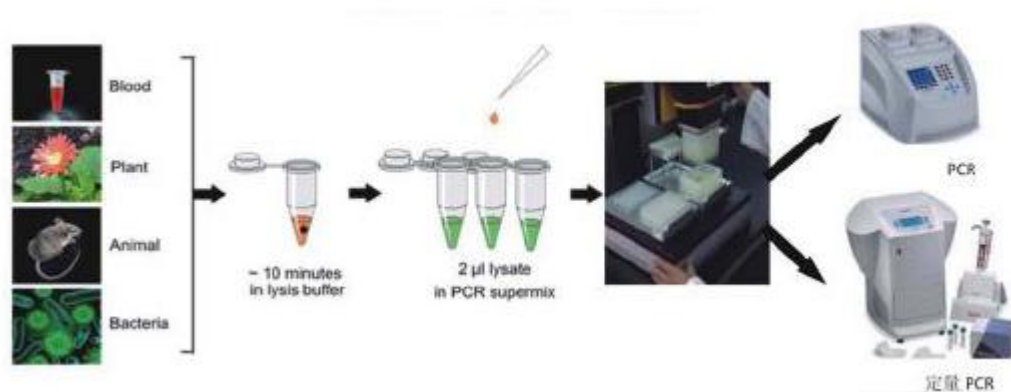 Blood
Plant
Animal
Bacteria
~ 10 minutes
in lysis buffer
2 µl lysate
in PCR supermix
PCR
定量 PCR